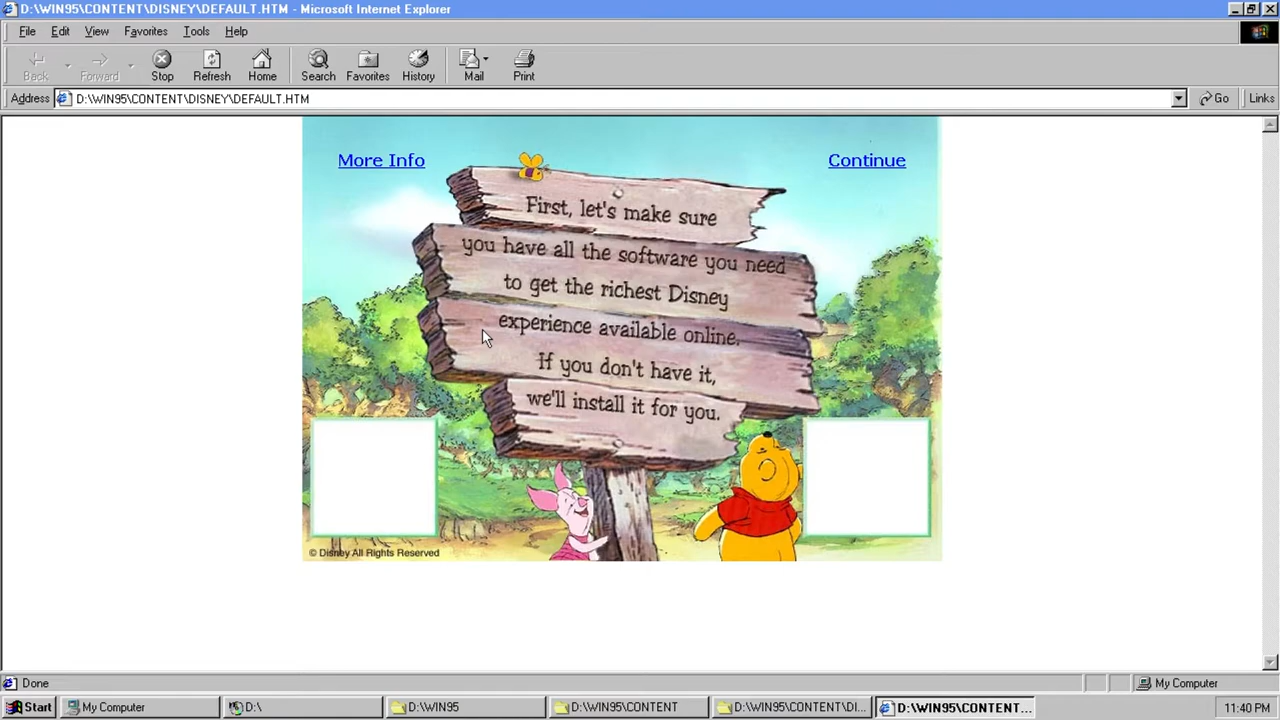 D:\WIN95\CONTENT\DISNEY\DEFAULT.HTM - Microsoft Internet Explorer
File Edit View Favorites Tools Help
Back Forward Stop Refresh Home Search Favorites History Mail Print
Address D:\WIN95\CONTENT\DISNEY\DEFAULT.HTM Go Links
More Info
Continue
First, let's make sure
you have all the software you need
to get the richest Disney
experience available online.
If you don't have it,
we'll install it for you.
© Disney All Rights Reserved
Done My Computer
Start My Computer D:\ D:\WIN95 D:\WIN95\CONTENT D:\WIN95\CONTENT\DI... D:\WIN95\CONTENT... 11:40 PM